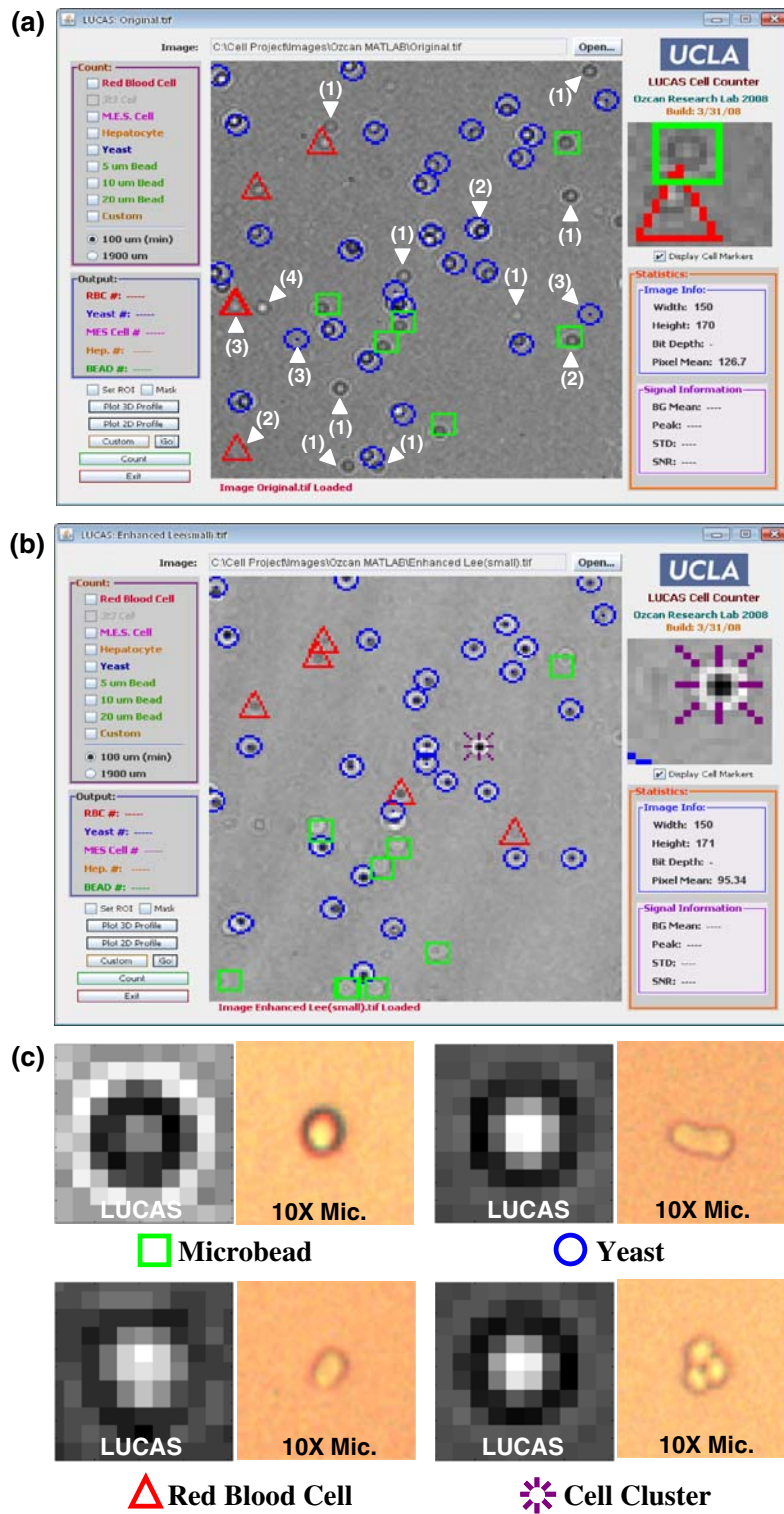 (a)
LUCAS: Original.tif
Image: C:\Cell Project\Images\Ozcan MATLAB\Original.tif Open...
Count:
Red Blood Cell
3t3 Cell
M.E.S. Cell
Hepatocyte
Yeast
5 um Bead
10 um Bead
20 um Bead
Custom
100 um (min)
1900 um
Output:
RBC #: -----
Yeast #: -----
MES Cell # -----
Hep. #: -----
BEAD #: -----
Set ROI Mask
Plot 3D Profile
Plot 2D Profile
Custom Go
Count
Exit
(1)
(1)
(2)
(1)
(1)
(4)
(1)
(3)
(3)
(3)
(2)
(2)
(1)
(1)
(1)
Image Original.tif Loaded
UCLA
LUCAS Cell Counter
Ozcan Research Lab 2008
Build: 3/31/08
Display Cell Markers
Statistics:
Image Info:
Width: 150
Height: 170
Bit Depth: -
Pixel Mean: 126.7
Signal Information
BG Mean: ----
Peak: ----
STD: ----
SNR: ----
(b)
LUCAS: Enhanced Lee(small).tif
Image: C:\Cell Project\Images\Ozcan MATLAB\Enhanced Lee(small).tif Open...
Count:
Red Blood Cell
3t3 Cell
M.E.S. Cell
Hepatocyte
Yeast
5 um Bead
10 um Bead
20 um Bead
Custom
100 um (min)
1900 um
Output:
RBC #: -----
Yeast #: -----
MES Cell # -----
Hep. #: -----
BEAD #: -----
Set ROI Mask
Plot 3D Profile
Plot 2D Profile
Custom Go
Count
Exit
Image Enhanced Lee(small).tif Loaded
UCLA
LUCAS Cell Counter
Ozcan Research Lab 2008
Build: 3/31/08
Display Cell Markers
Statistics:
Image Info:
Width: 150
Height: 171
Bit Depth: -
Pixel Mean: 95.34
Signal Information
BG Mean: ----
Peak: ----
STD: ----
SNR: ----
(c)
LUCAS 10X Mic. LUCAS 10X Mic.
Microbead Yeast
LUCAS 10X Mic. LUCAS 10X Mic.
Red Blood Cell Cell Cluster